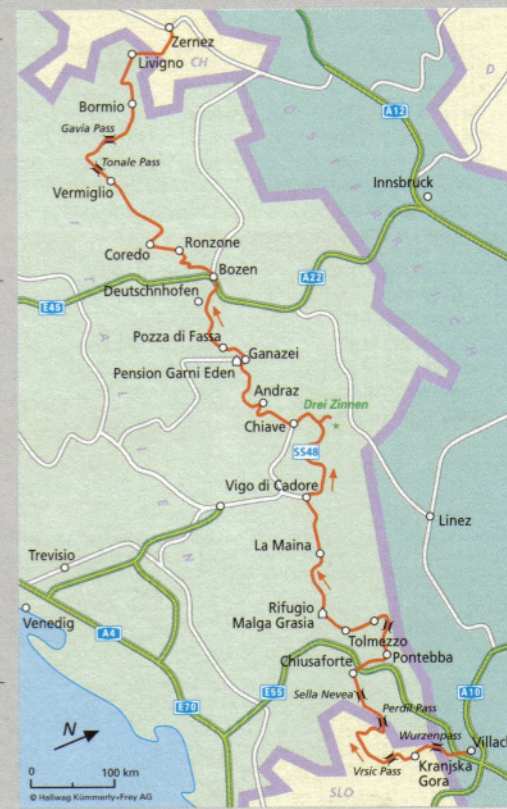 Zernez
CH
Livigno
D
Bormio
A12
Gavia Pass
Tonale Pass
Innsbruck
Vermiglio
ÖSTERREICH
ITALIEN
Ronzone
Coredo
Bozen
A22
E45
Deutschnhofen
Pozza di Fassa
Ganazei
Pension Garni Eden
Andraz
Drei Zinnen
Chiave
SS48
Vigo di Cadore
Linez
La Maina
Trevisio
Rifugio
Malga Grasia
Venedig
A4
Tolmezzo
Chiusaforte
Pontebba
Sella Nevea
E55
A10
E70
Perdil Pass
Wurzenpass
Villach
N
Vrsic Pass
Kranjska
Gora
0 100 km
SLO
© Hallwag Kümmerly+Frey AG